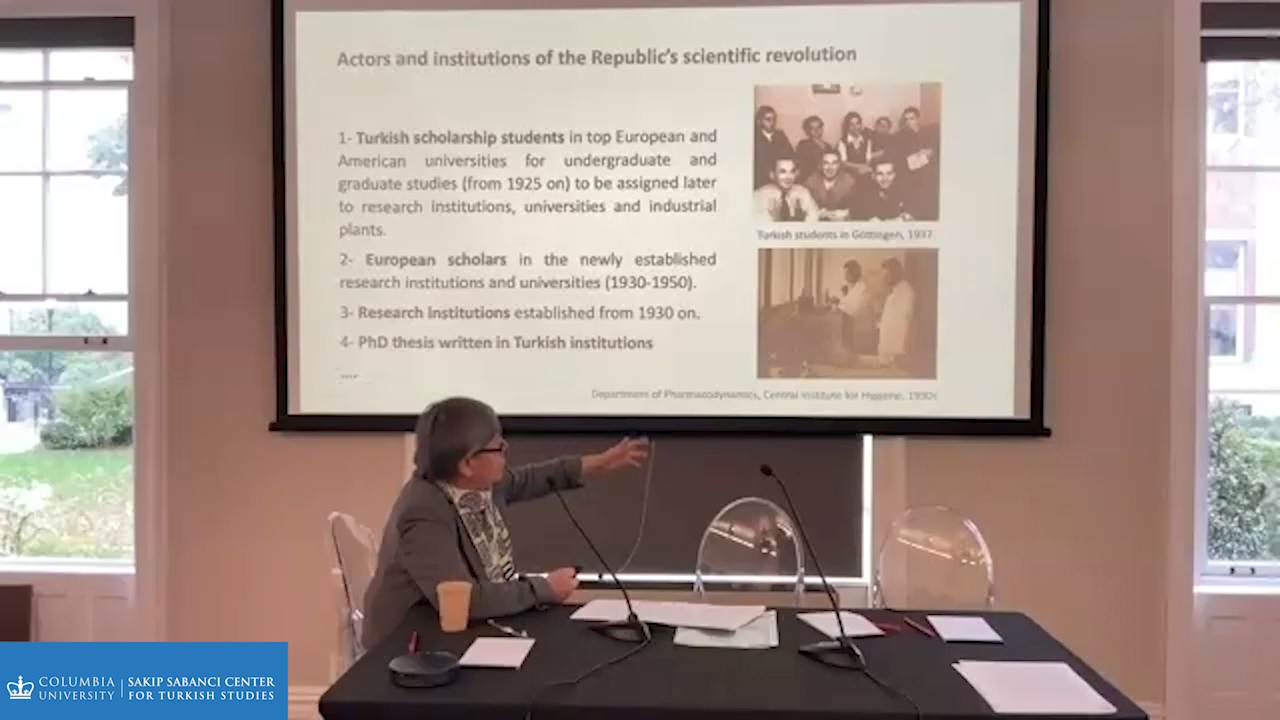 Actors and institutions of the Republic's scientific revolution
1- Turkish scholarship students in top European and
American universities for undergraduate and
graduate studies (from 1925 on) to be assigned later
to research institutions, universities and industrial
plants.
2- European scholars in the newly established
research institutions and universities (1930-1950).
3- Research institutions established from 1930 on.
4- PhD thesis written in Turkish institutions
....
Turkish students in Göttingen, 1937
Department of Pharmacodynamics, Central Institute for Hygiene, 1930s
COLUMBIA
UNIVERSITY
SAKIP SABANCI CENTER
FOR TURKISH STUDIES